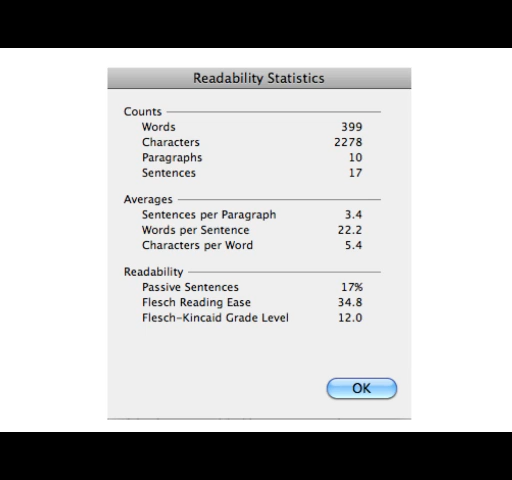 Readability Statistics
Counts
Words 399
Characters 2278
Paragraphs 10
Sentences 17
Averages
Sentences per Paragraph 3.4
Words per Sentence 22.2
Characters per Word 5.4
Readability
Passive Sentences 17%
Flesch Reading Ease 34.8
Flesch-Kincaid Grade Level 12.0
OK